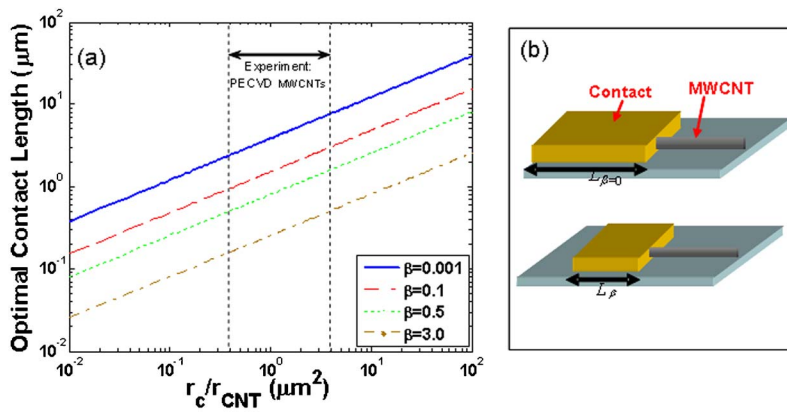 (a)
Experiment:
PECVD MWCNTs
Optimal Contact Length (μm)
10^2
10^1
10^0
10^-1
10^-2
β=0.001
β=0.1
β=0.5
β=3.0
10^-2
10^-1
10^0
10^1
10^2
r_c/r_CNT (μm^2)
(b)
Contact
MWCNT
L_β=0
L_β